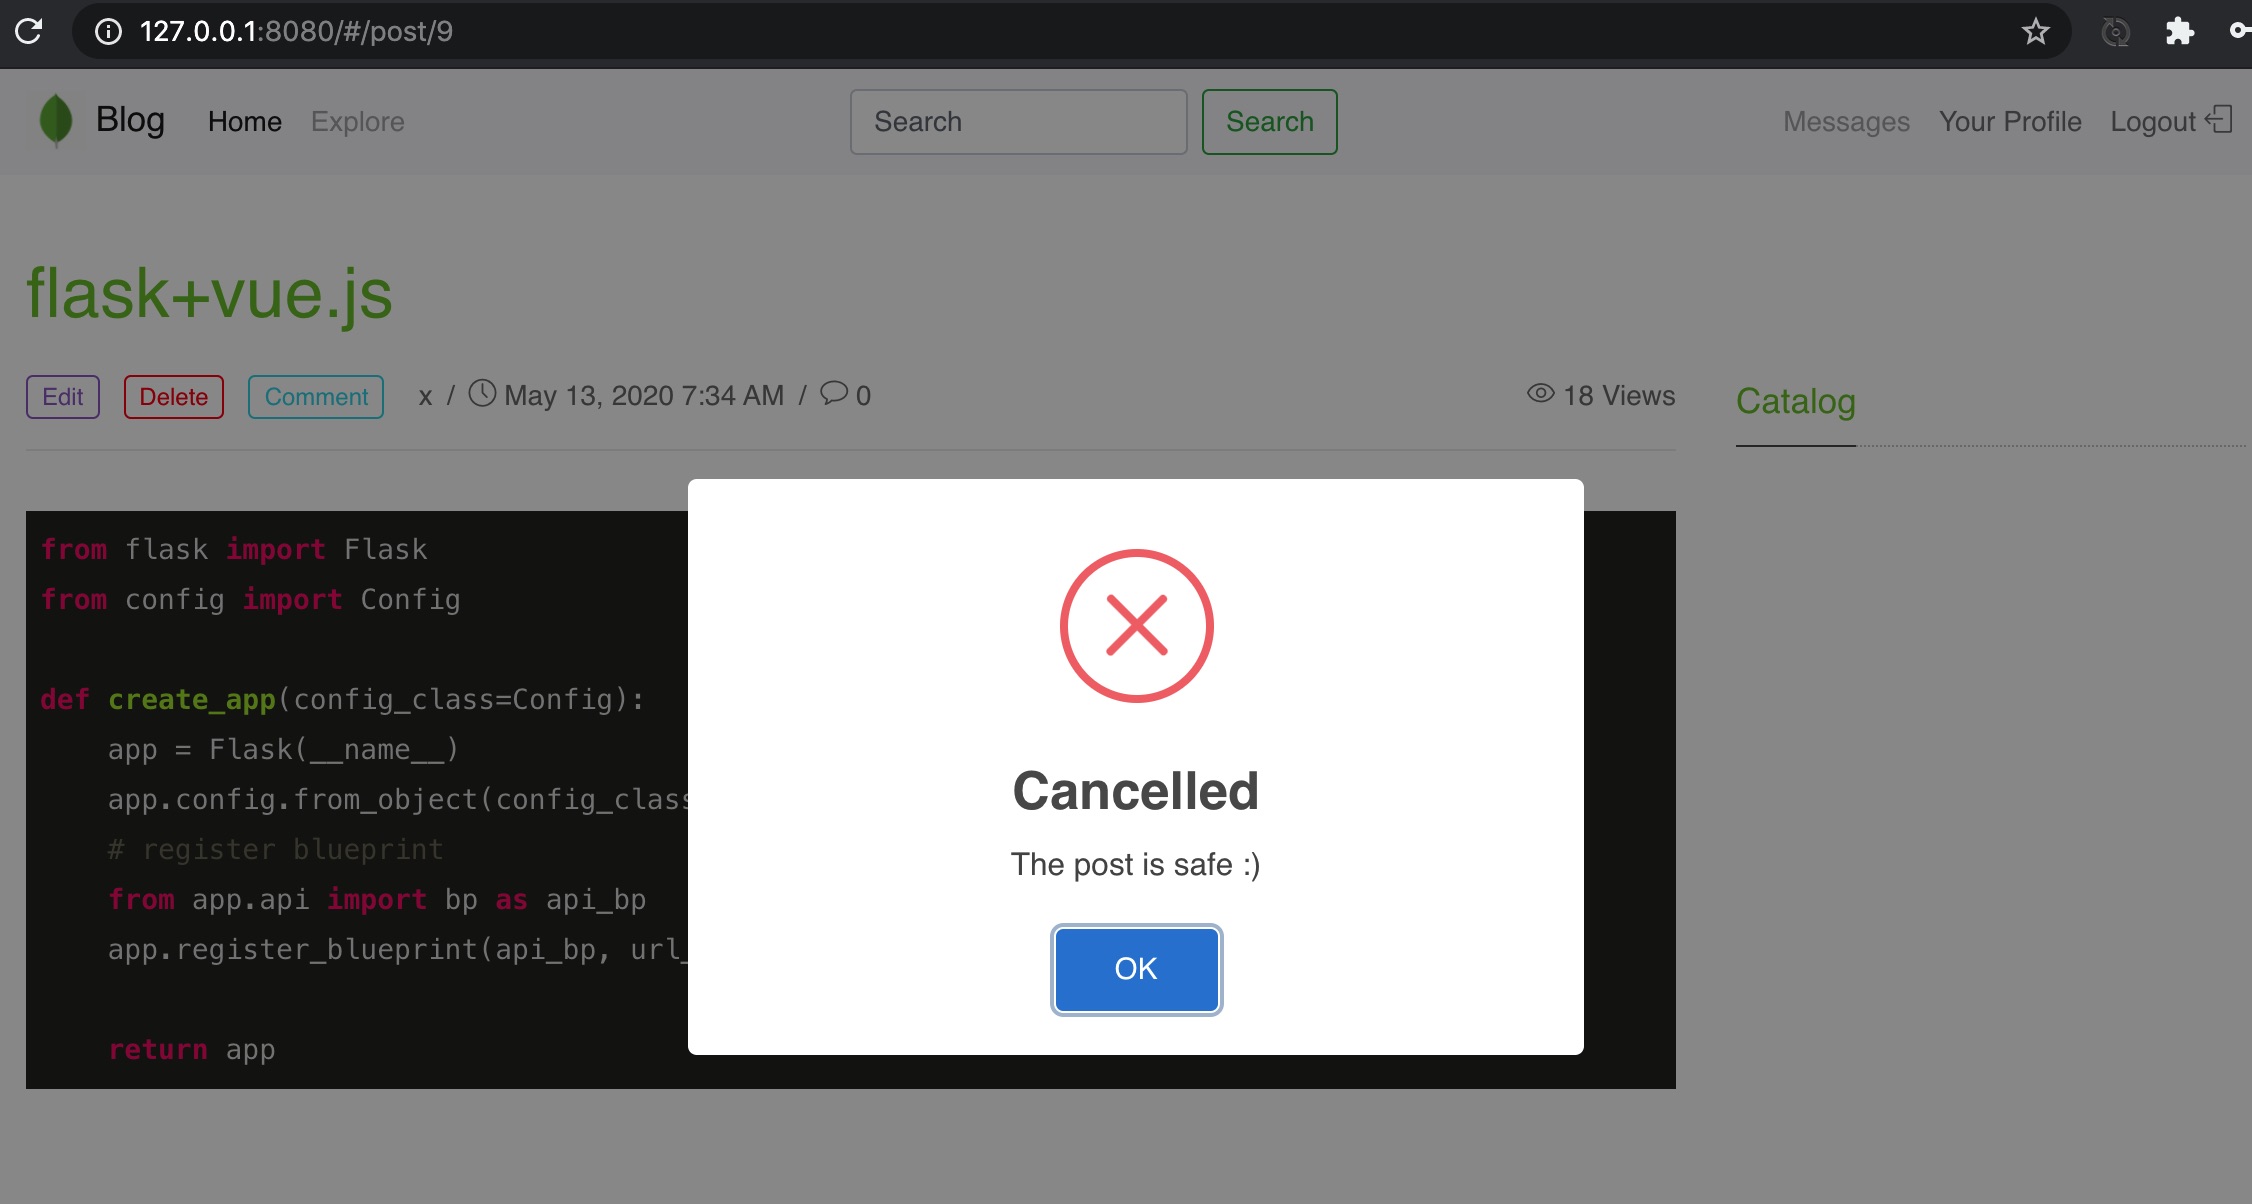 127.0.0.1:8080/#/post/9
Blog Home Explore Search Search Messages Your Profile Logout
flask+vue.js
Edit Delete Comment x / May 13, 2020 7:34 AM / 0 18 Views
Catalog
from flask import Flask
from config import Config
def create_app(config_class=Config):
    app = Flask(__name__)
    app.config.from_object(config_class
    # register blueprint
    from app.api import bp as api_bp
    app.register_blueprint(api_bp, url_
    return app
Cancelled
The post is safe :)
OK